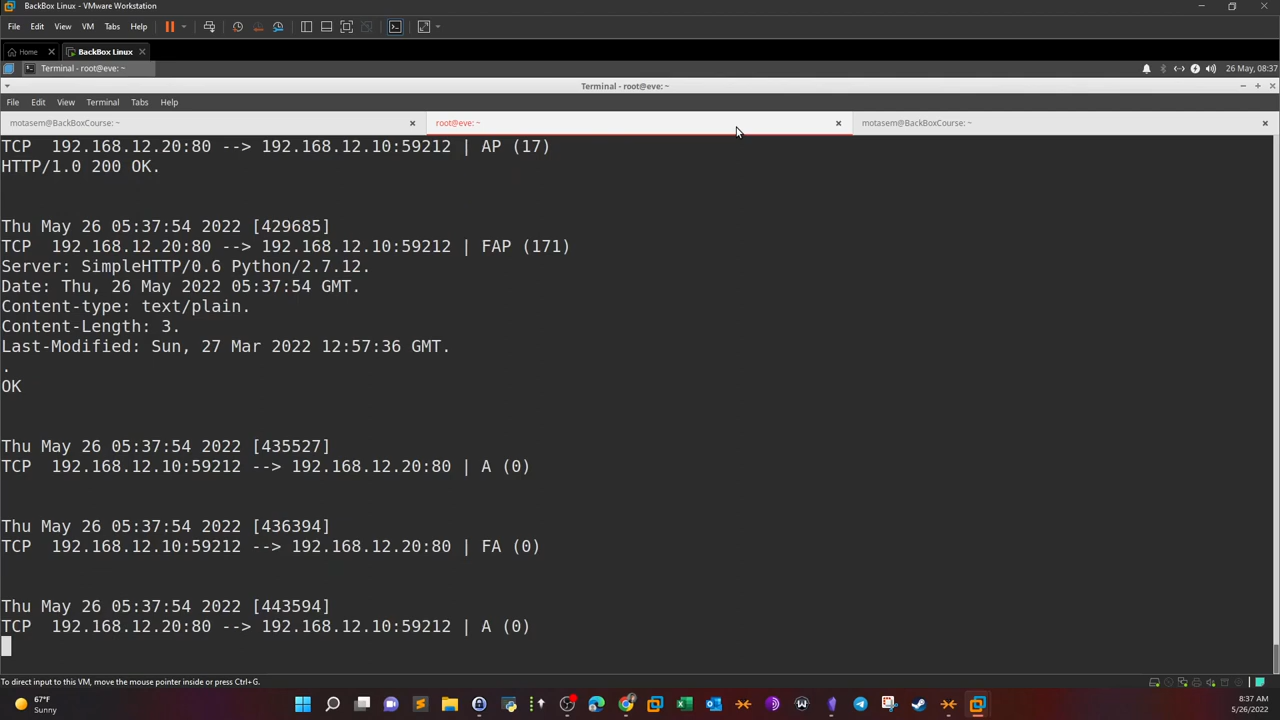 BackBox Linux - VMware Workstation
File Edit View VM Tabs Help
Home BackBox Linux
Terminal - root@eve: ~ 26 May, 08:37
Terminal - root@eve: ~
File Edit View Terminal Tabs Help
motasem@BackBoxCourse: ~ root@eve: ~ motasem@BackBoxCourse: ~
TCP  192.168.12.20:80 --> 192.168.12.10:59212 | AP (17)
HTTP/1.0 200 OK.
Thu May 26 05:37:54 2022 [429685]
TCP  192.168.12.20:80 --> 192.168.12.10:59212 | FAP (171)
Server: SimpleHTTP/0.6 Python/2.7.12.
Date: Thu, 26 May 2022 05:37:54 GMT.
Content-type: text/plain.
Content-Length: 3.
Last-Modified: Sun, 27 Mar 2022 12:57:36 GMT.
.
OK
Thu May 26 05:37:54 2022 [435527]
TCP  192.168.12.10:59212 --> 192.168.12.20:80 | A (0)
Thu May 26 05:37:54 2022 [436394]
TCP  192.168.12.10:59212 --> 192.168.12.20:80 | FA (0)
Thu May 26 05:37:54 2022 [443594]
TCP  192.168.12.20:80 --> 192.168.12.10:59212 | A (0)
To direct input to this VM, move the mouse pointer inside or press Ctrl+G.
67°F
Sunny
8:37 AM
5/26/2022